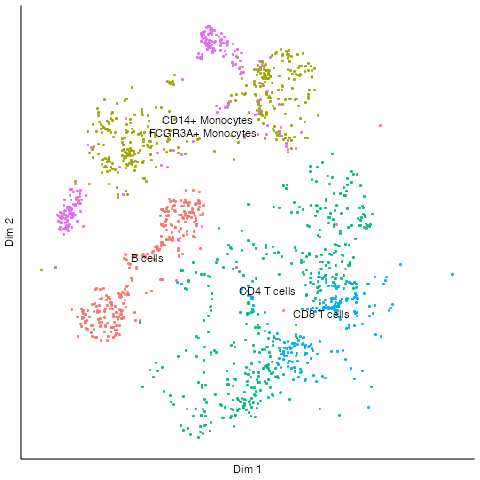 CD14+ Monocytes
FCGR3A+ Monocytes
B cells
CD4 T cells
CD8 T cells
Dim 2
Dim 1